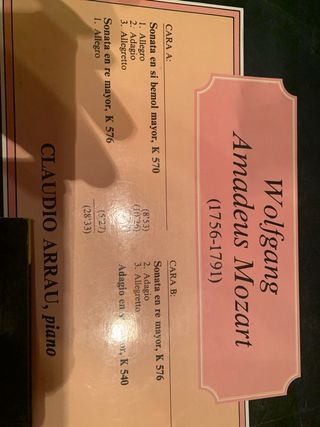 Wolfgang
Amadeus Mozart
(1756-1791)
CARA A:
Sonata en si bemol mayor, K 570
1. Allegro (8'53)
2. Adagio
3. Allegretto
Sonata en re mayor, K 576
1. Allegro (5'27)
(28'33)
CARA B:
Sonata en re mayor, K 576
2. Adagio
3. Allegretto
Adagio en K 540
CLAUDIO ARRAU, piano